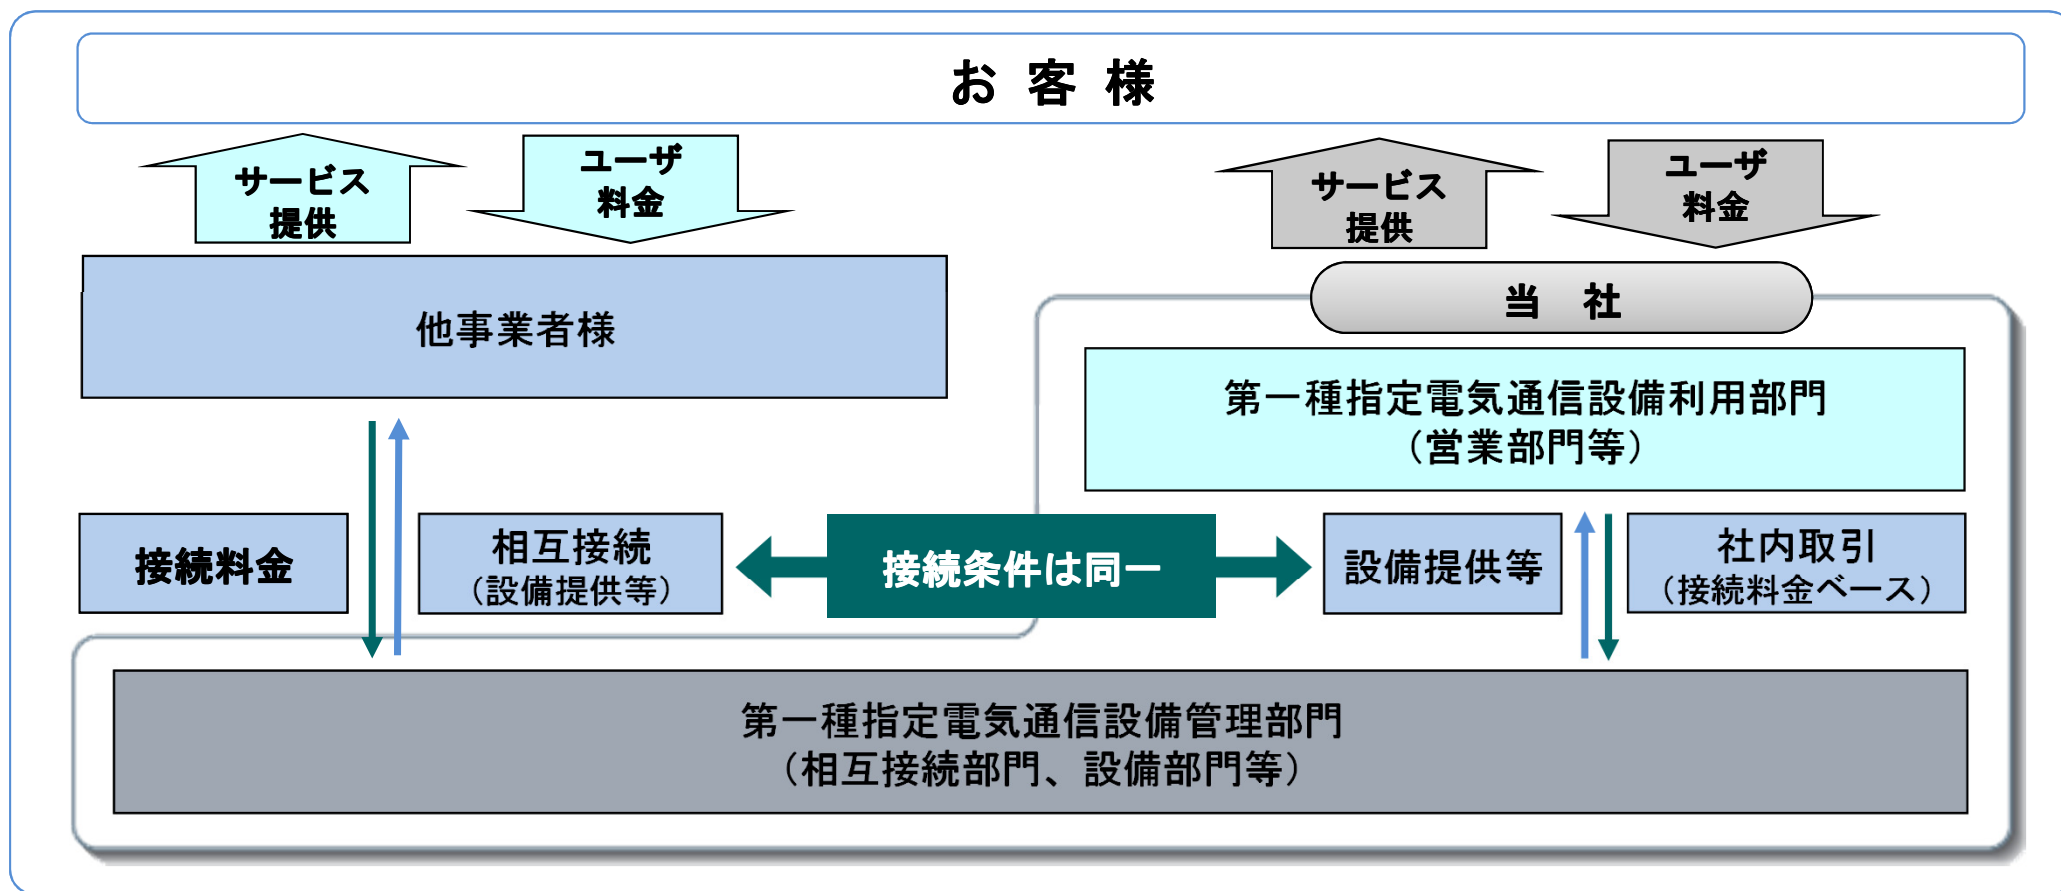 お 客 様
サービス
提供
ユーザ
料金
サービス
提供
ユーザ
料金
他事業者様
当 社
第一種指定電気通信設備利用部門
（営業部門等）
接続料金
相互接続
（設備提供等）
接続条件は同一
設備提供等
社内取引
（接続料金ベース）
第一種指定電気通信設備管理部門
（相互接続部門、設備部門等）